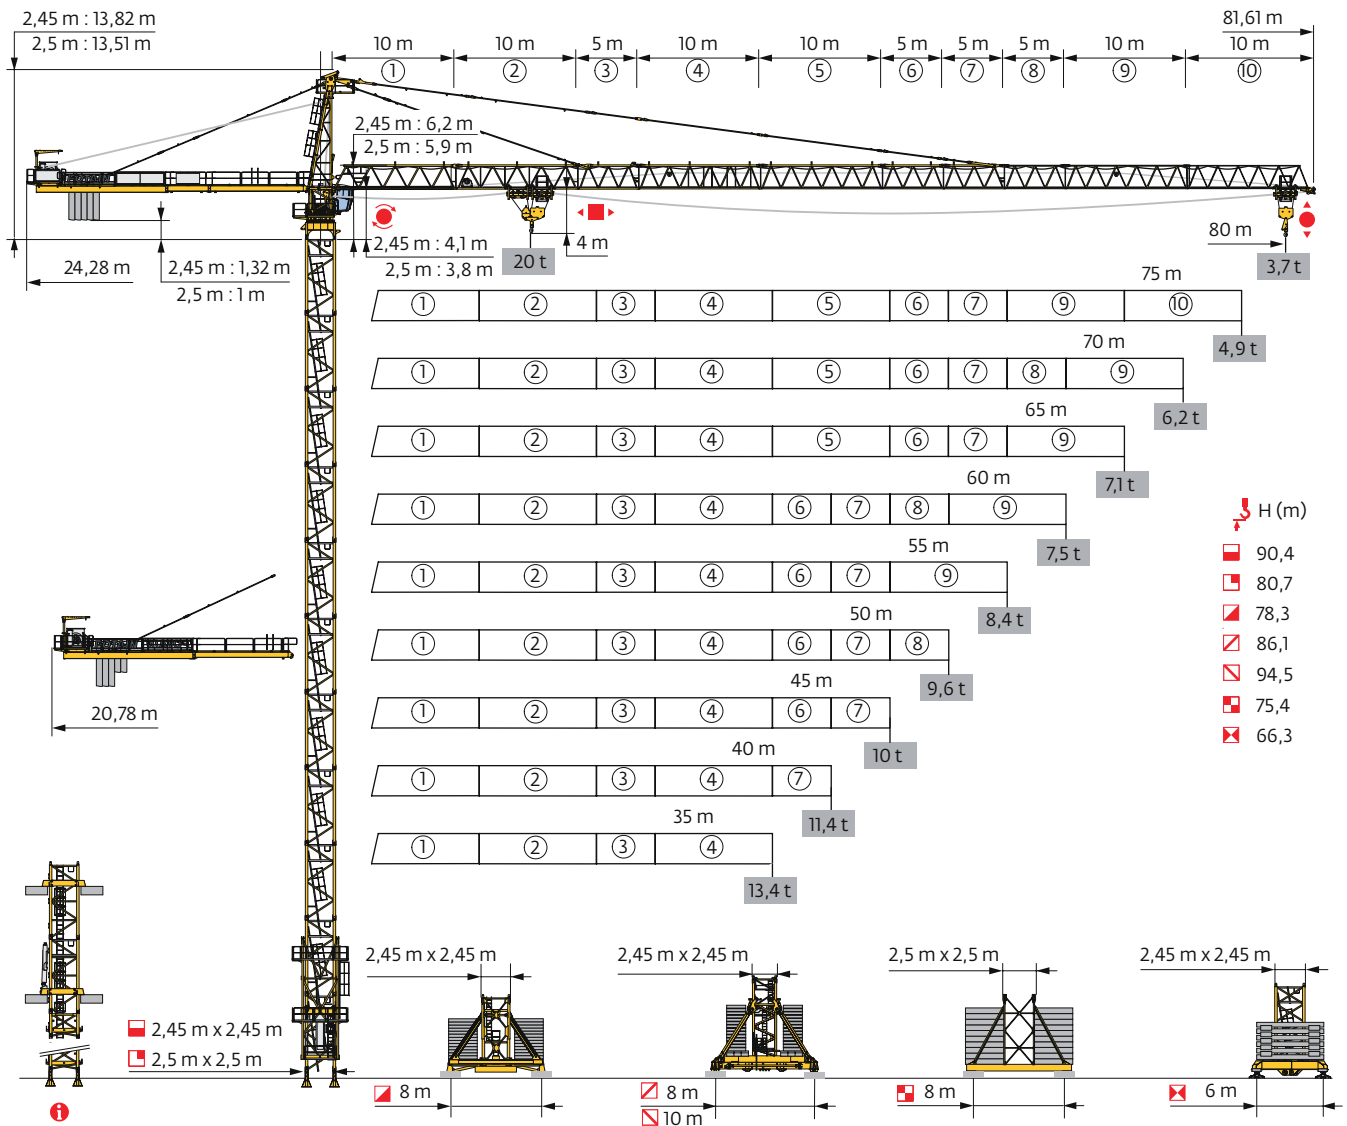 2,45 m : 13,82 m
2,5 m : 13,51 m
81,61 m
10 m 10 m 5 m 10 m 10 m 5 m 5 m 5 m 10 m 10 m
① ② ③ ④ ⑤ ⑥ ⑦ ⑧ ⑨ ⑩
2,45 m : 6,2 m
2,5 m : 5,9 m
2,45 m : 4,1 m
2,5 m : 3,8 m
4 m
80 m
20 t
3,7 t
24,28 m
2,45 m : 1,32 m
2,5 m : 1 m
75 m
① ② ③ ④ ⑤ ⑥ ⑦ ⑨ ⑩
4,9 t
70 m
① ② ③ ④ ⑤ ⑥ ⑦ ⑧ ⑨
6,2 t
65 m
① ② ③ ④ ⑤ ⑥ ⑦ ⑨
7,1 t
60 m
① ② ③ ④ ⑥ ⑦ ⑧ ⑨
7,5 t
55 m
① ② ③ ④ ⑥ ⑦ ⑨
8,4 t
50 m
① ② ③ ④ ⑥ ⑦ ⑧
9,6 t
45 m
① ② ③ ④ ⑥ ⑦
10 t
40 m
① ② ③ ④ ⑦
11,4 t
35 m
① ② ③ ④
13,4 t
H (m)
90,4
80,7
78,3
86,1
94,5
75,4
66,3
20,78 m
2,45 m x 2,45 m
2,5 m x 2,5 m
i
2,45 m x 2,45 m
8 m
2,45 m x 2,45 m
8 m
10 m
2,5 m x 2,5 m
8 m
2,45 m x 2,45 m
6 m